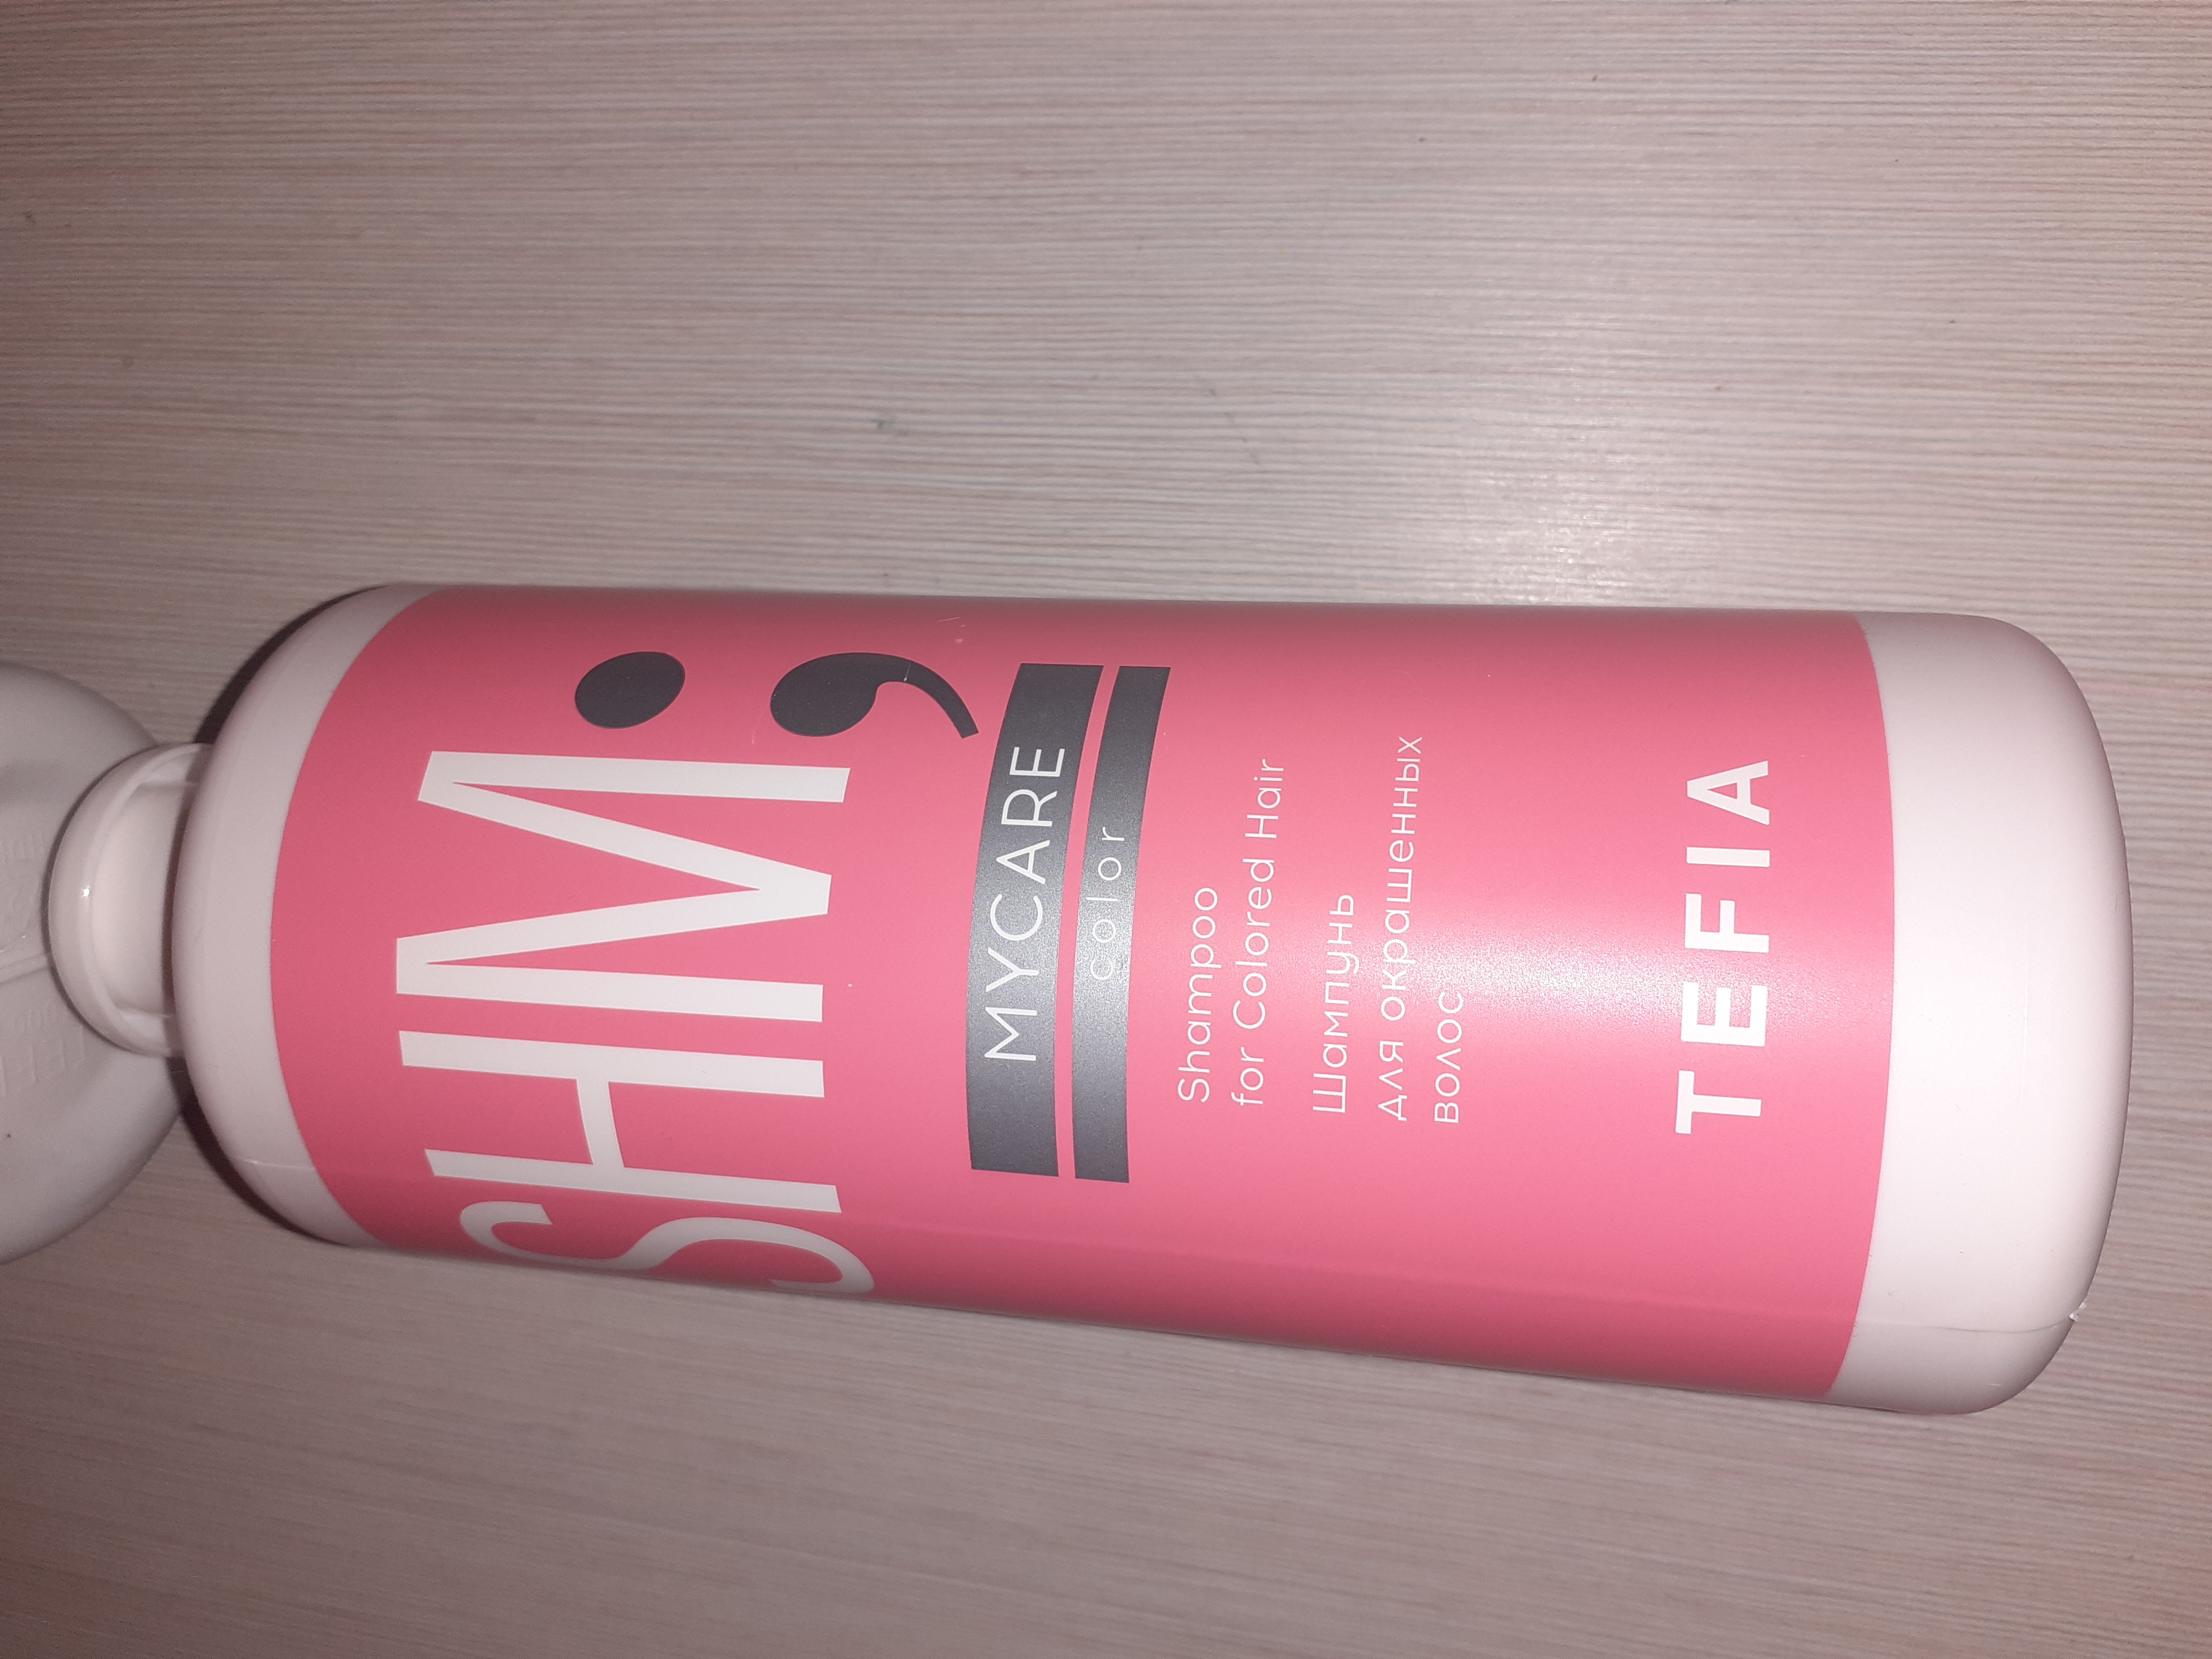 SHM;
MYCARE
color
Shampoo
for Colored Hair
Шампунь
для окрашенных
волос
TEFIA